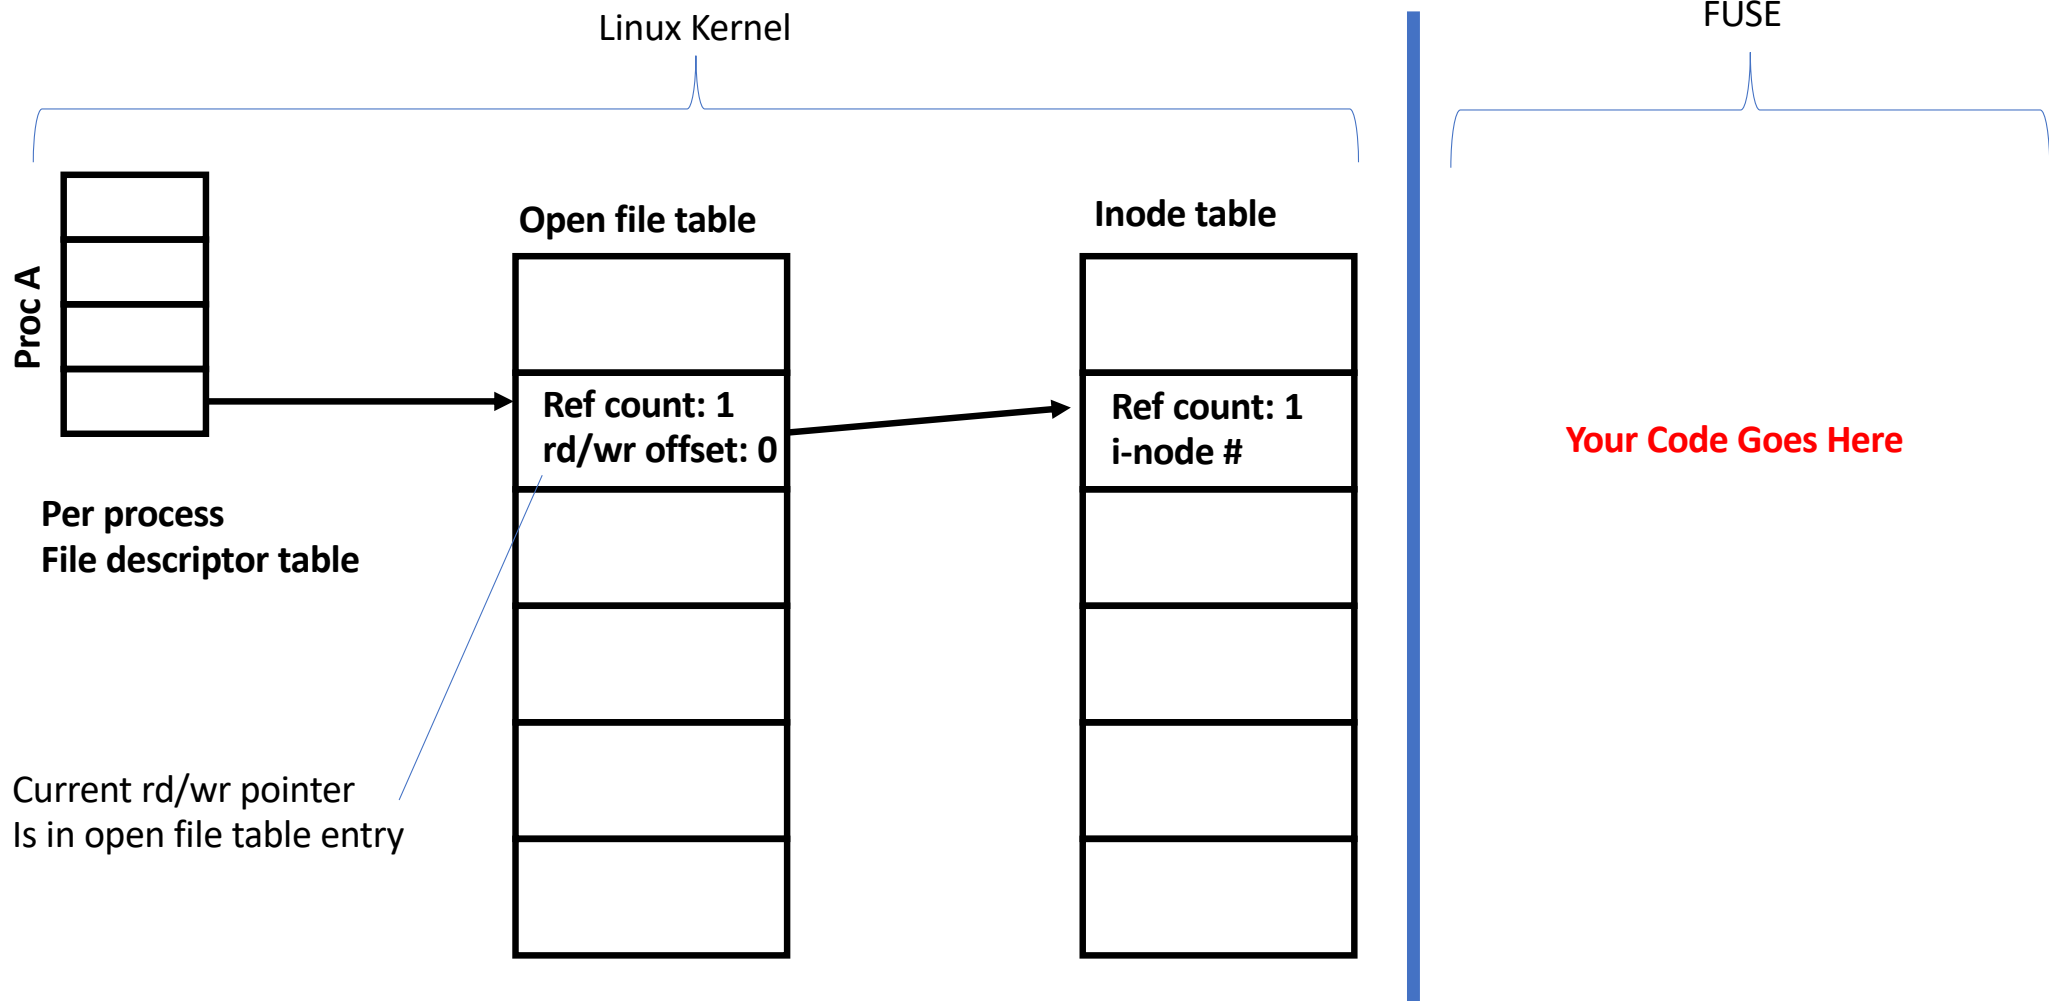 Linux Kernel
FUSE
Proc A
Open file table
Inode table
Ref count: 1
rd/wr offset: 0
Ref count: 1
i-node #
Your Code Goes Here
Per process
File descriptor table
Current rd/wr pointer
Is in open file table entry